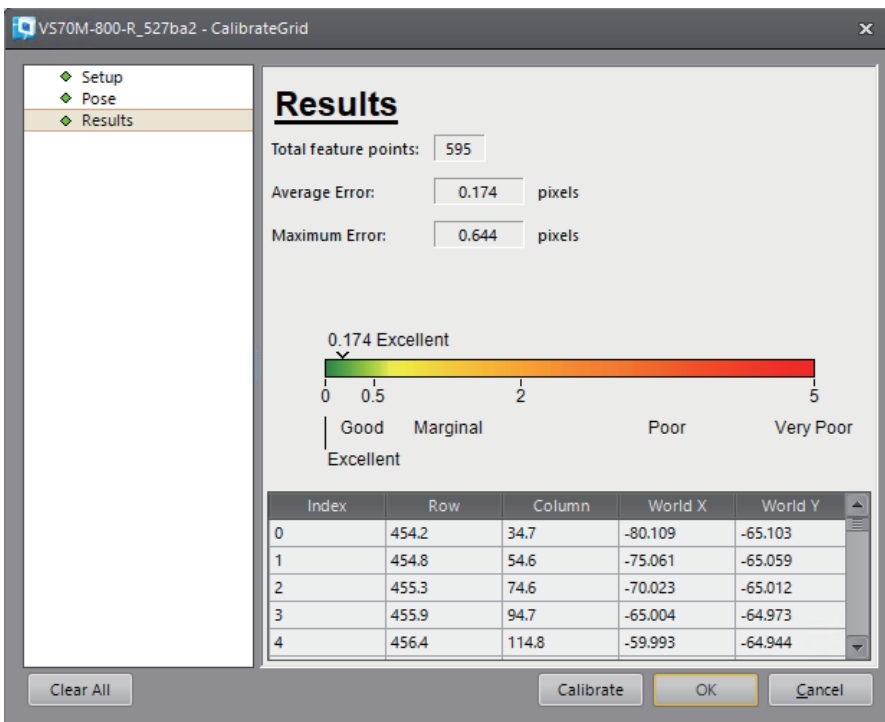 VS70M-800-R_527ba2 - CalibrateGrid
Setup
Pose
Results
Results
Total feature points: 595
Average Error: 0.174 pixels
Maximum Error: 0.644 pixels
0.174 Excellent
0 0.5 2 5
Good Marginal Poor Very Poor
Excellent
Index Row Column World X World Y
0 454.2 34.7 -80.109 -65.103
1 454.8 54.6 -75.061 -65.059
2 455.3 74.6 -70.023 -65.012
3 455.9 94.7 -65.004 -64.973
4 456.4 114.8 -59.993 -64.944
Clear All Calibrate OK Cancel